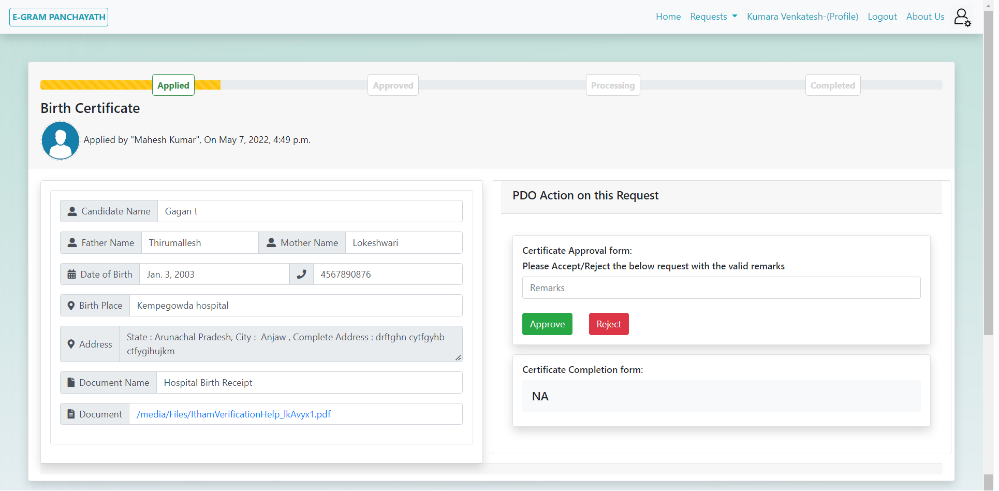 E-GRAM PANCHAYATH
Home Requests Kumara Venkatesh-(Profile) Logout About Us
Applied Approved Processing Completed
Birth Certificate
Applied by "Mahesh Kumar", On May 7, 2022, 4:49 p.m.
Candidate Name Gagan t
Father Name Thirumallesh Mother Name Lokeshwari
Date of Birth Jan. 3, 2003 4567890876
Birth Place Kempegowda hospital
Address State : Arunachal Pradesh, City : Anjaw , Complete Address : drftghn cytfgyhb
ctfygihujkm
Document Name Hospital Birth Receipt
Document /media/Files/IthamVerificationHelp_lkAvyx1.pdf
PDO Action on this Request
Certificate Approval form:
Please Accept/Reject the below request with the valid remarks
Remarks
Approve Reject
Certificate Completion form:
NA